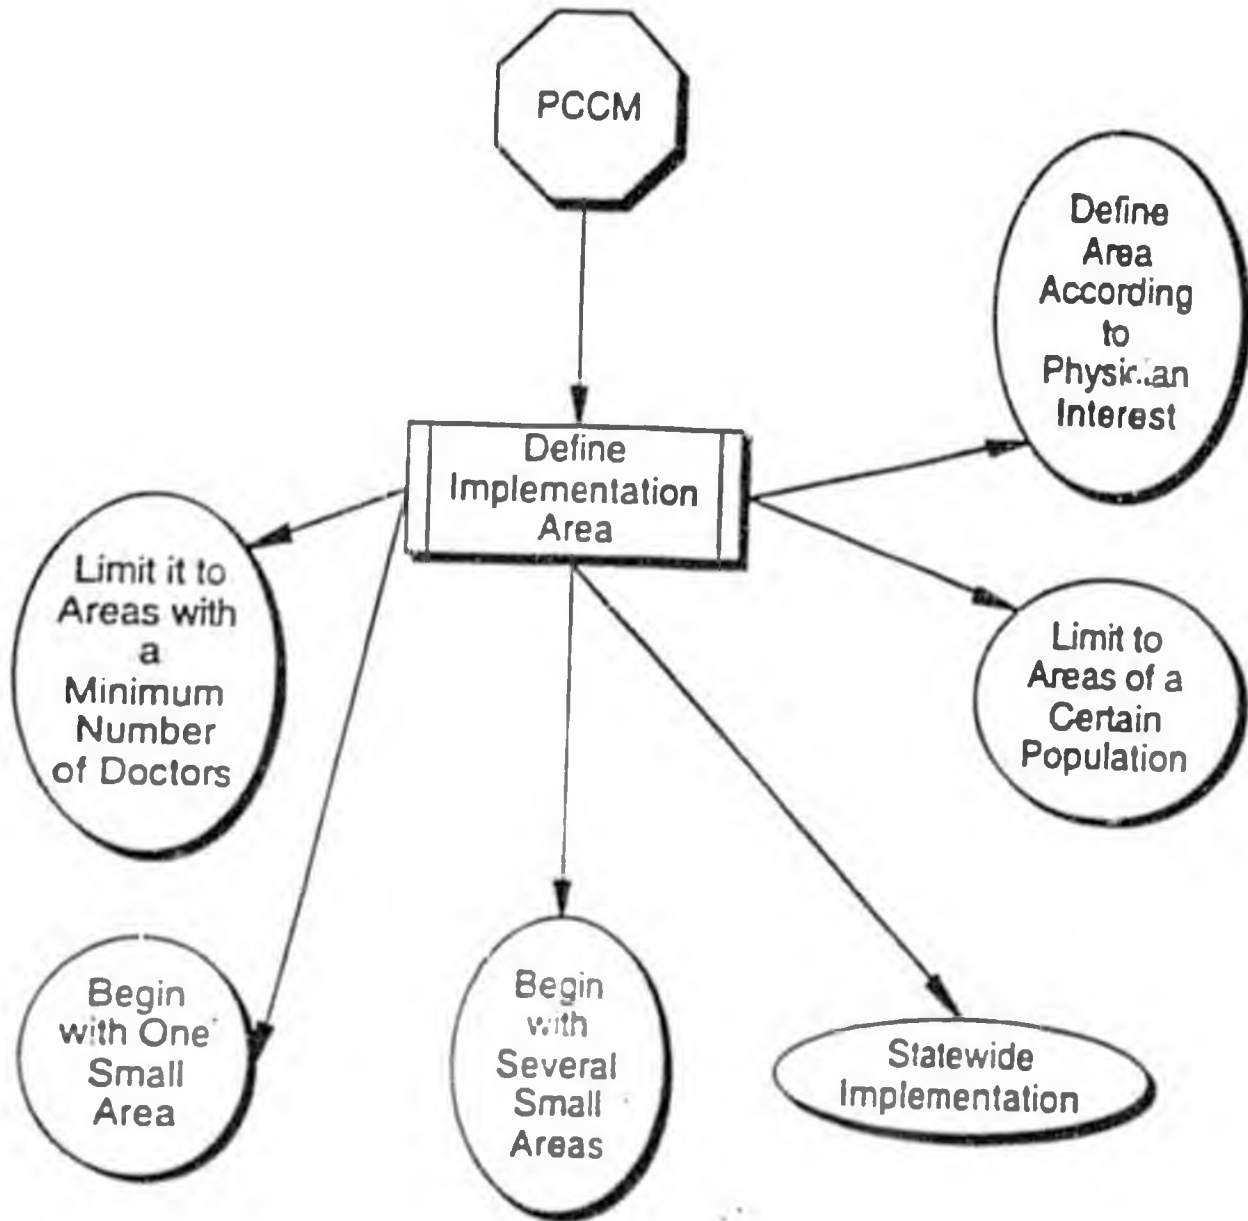 PCCM
Define
Area
According
to
Physician
Interest
Define
Implementation
Area
Limit it to
Areas with
a
Minimum
Number
of Doctors
Limit to
Areas of a
Certain
Population
Begin
with One
Small
Area
Begin
with
Several
Small
Areas
Statewide
Implementation